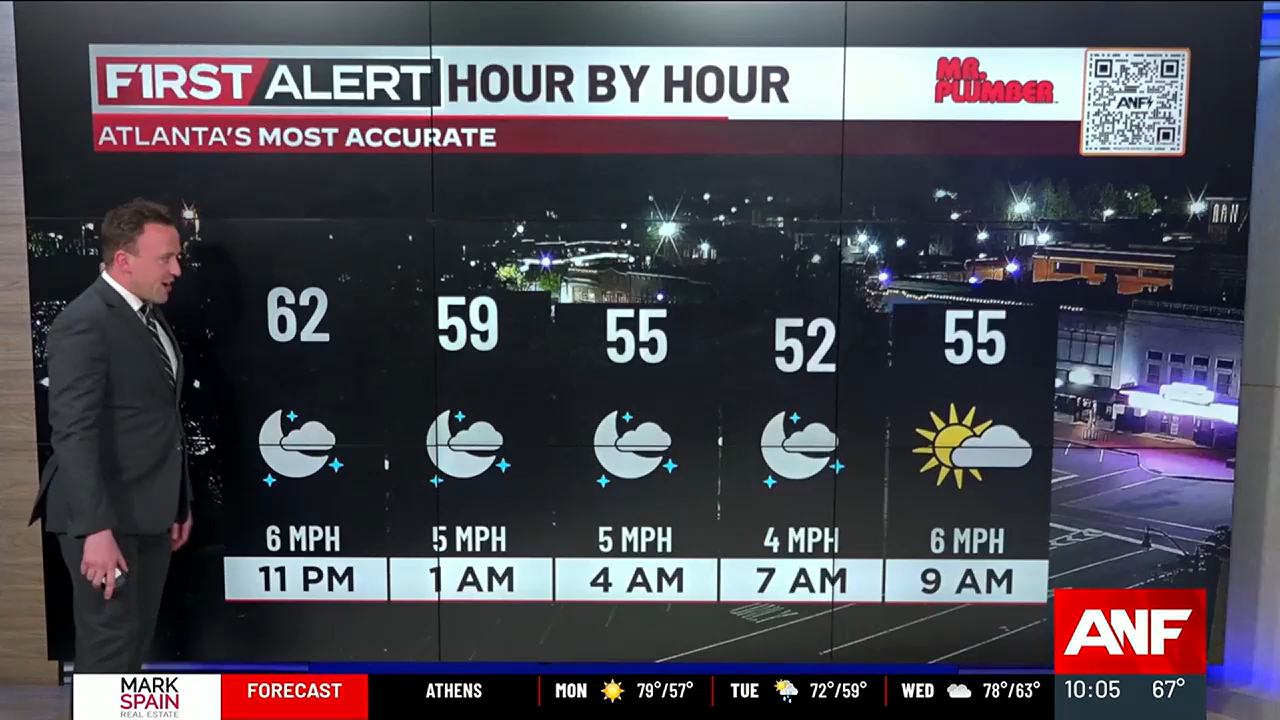 F1RST ALERT HOUR BY HOUR
MR. PLUMBER
ANF
ATLANTA'S MOST ACCURATE
62 59 55 52 55
6 MPH 5 MPH 5 MPH 4 MPH 6 MPH
11 PM 1 AM 4 AM 7 AM 9 AM
ANF
MARK SPAIN REAL ESTATE
FORECAST
ATHENS MON 79°/57° TUE 72°/59° WED 78°/63°
10:05 67°